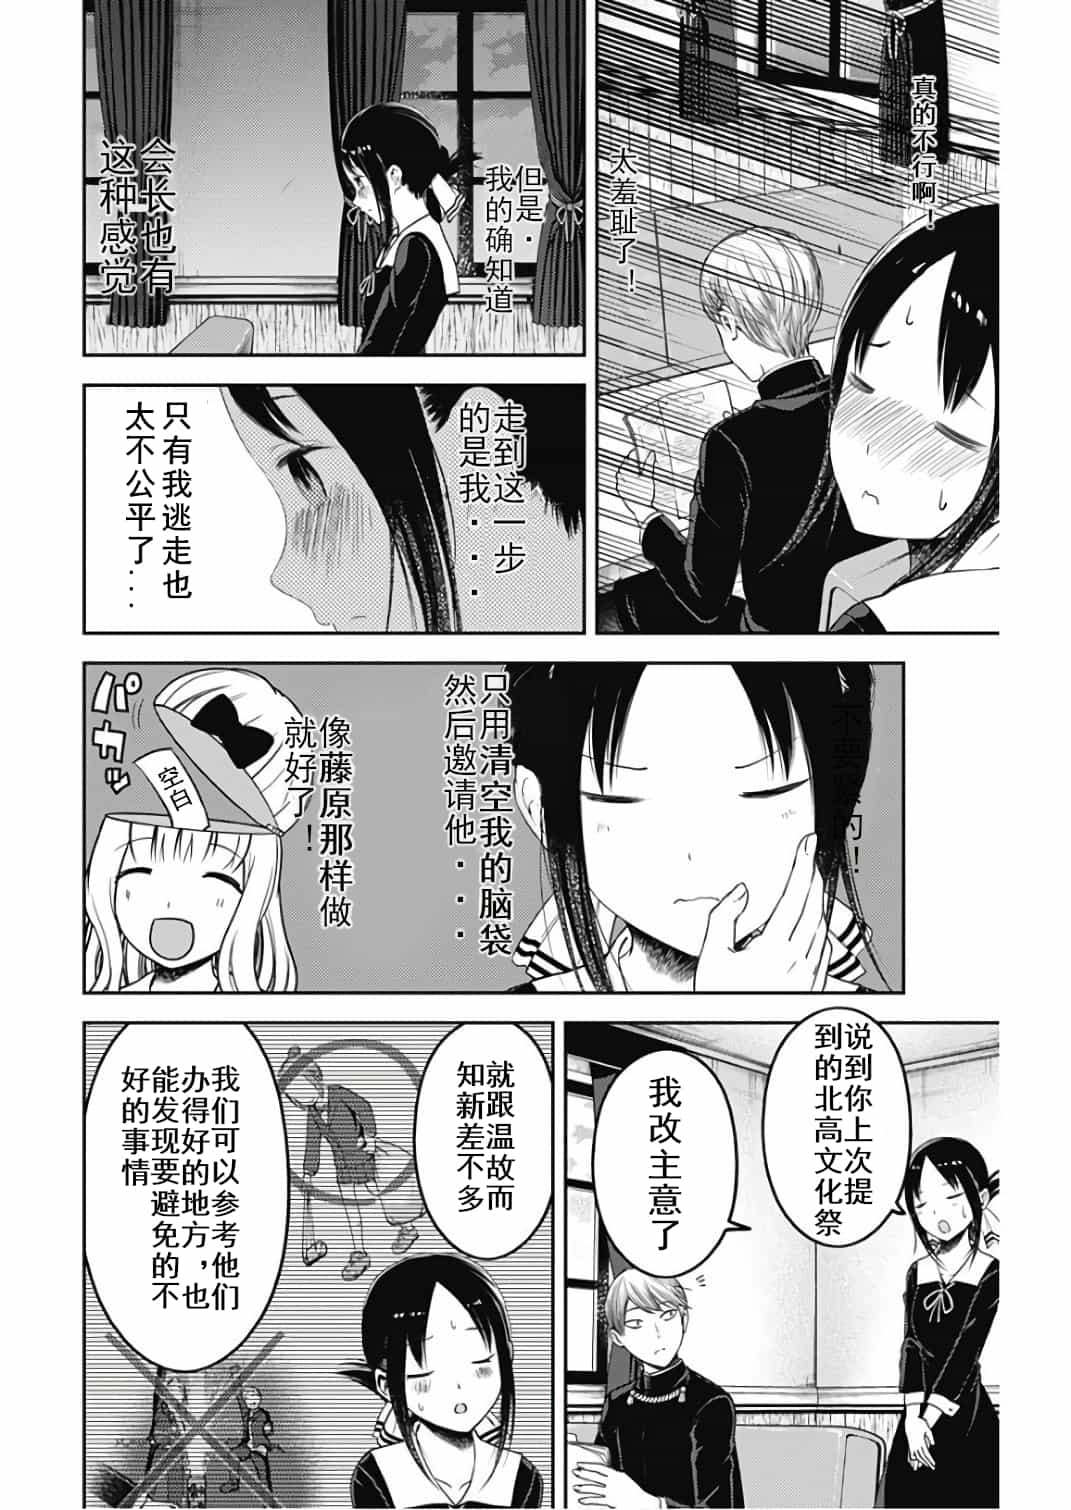 真的不行啊！
太羞耻了！
但是·
我的确知道
会长也有
这种感觉
走到这一步
的是我···
只有我逃走也
太不公平了···
不要紧的！
只用清空我的脑袋
然后邀请他···
像藤原那样做
就好了！
空白
パカッ
说到你上次提
到的北高文化祭
我改主意了
就跟温故而
知新差不多
我们可以参考他们
办得好的地方，也
能发现要避免的不
好的事情